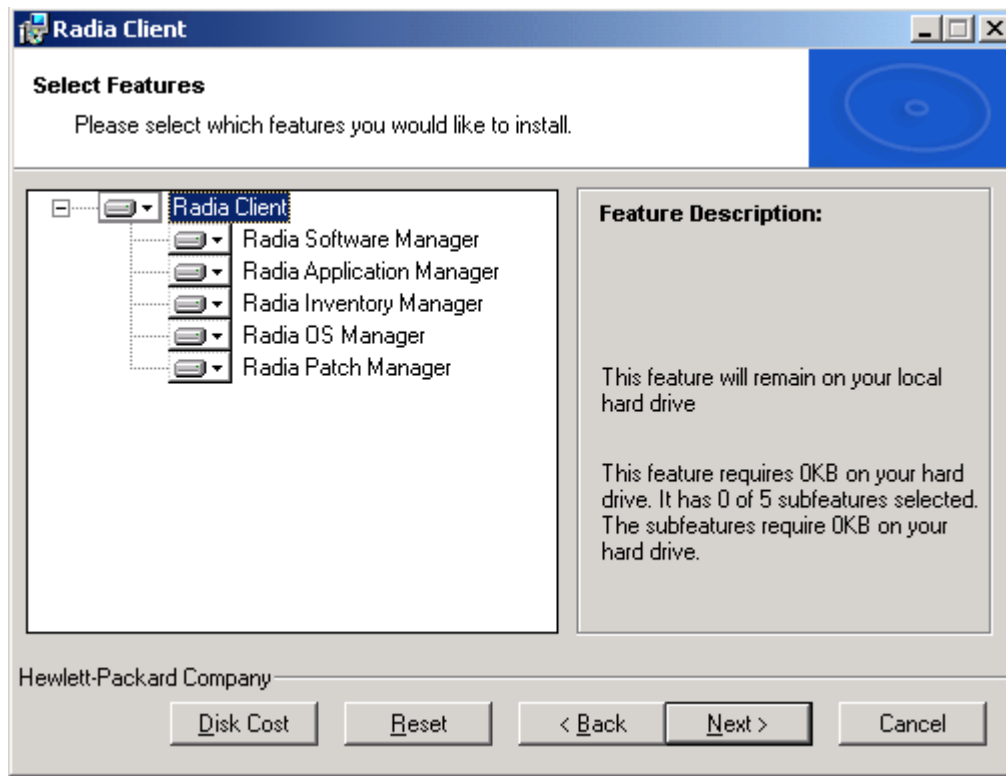 Radia Client
Select Features
Please select which features you would like to install.
Radia Client
Radia Software Manager
Radia Application Manager
Radia Inventory Manager
Radia OS Manager
Radia Patch Manager
Feature Description:
This feature will remain on your local
hard drive
This feature requires 0KB on your hard
drive. It has 0 of 5 subfeatures selected.
The subfeatures require 0KB on your
hard drive.
Hewlett-Packard Company
Disk Cost
Reset
< Back
Next >
Cancel